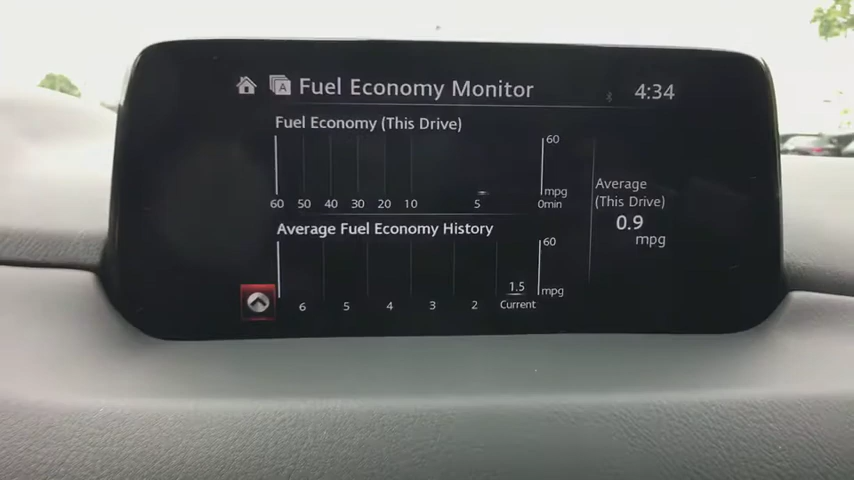 A Fuel Economy Monitor 4:34
Fuel Economy (This Drive)
60
mpg
60 50 40 30 20 10 5 0min
Average
(This Drive)
0.9
mpg
Average Fuel Economy History
60
1.5 mpg
6 5 4 3 2 Current